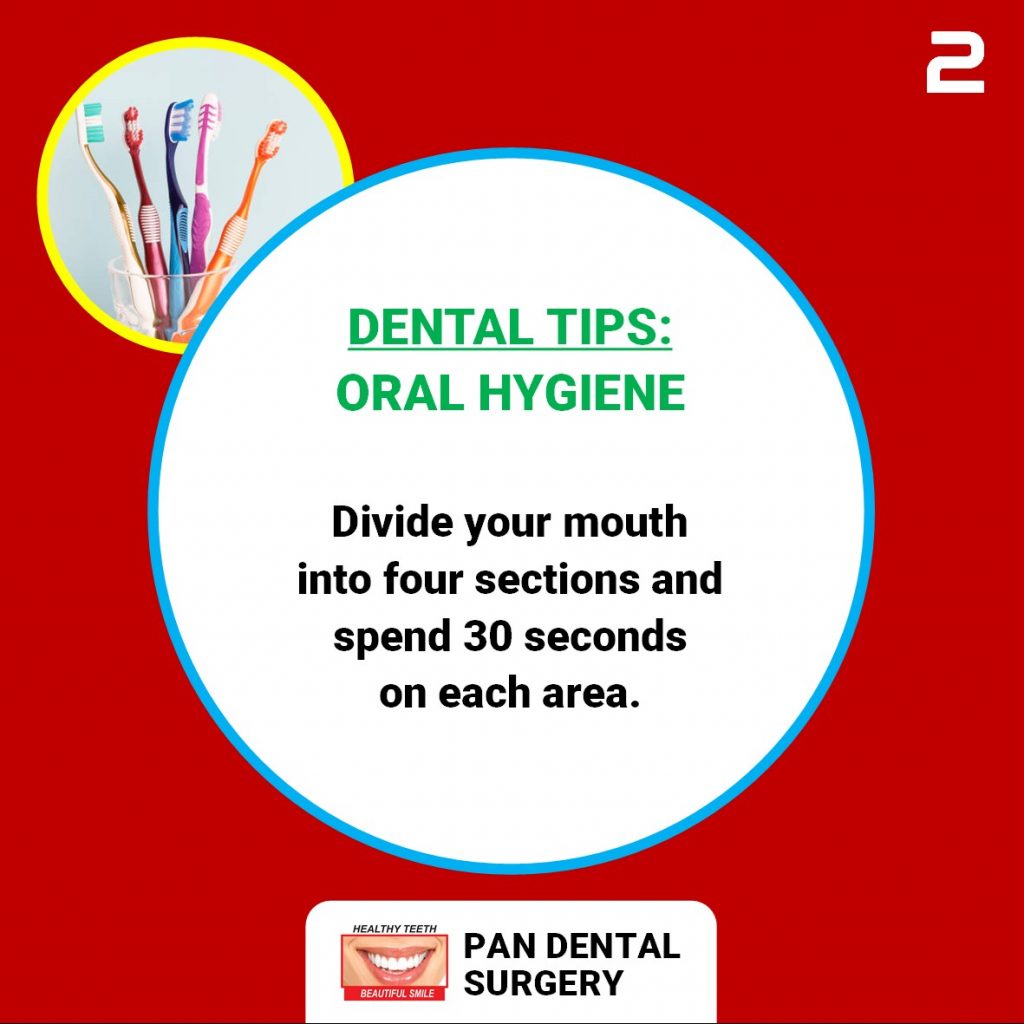 2
DENTAL TIPS:
ORAL HYGIENE
Divide your mouth
into four sections and
spend 30 seconds
on each area.
HEALTHY TEETH
BEAUTIFUL SMILE
PAN DENTAL
SURGERY